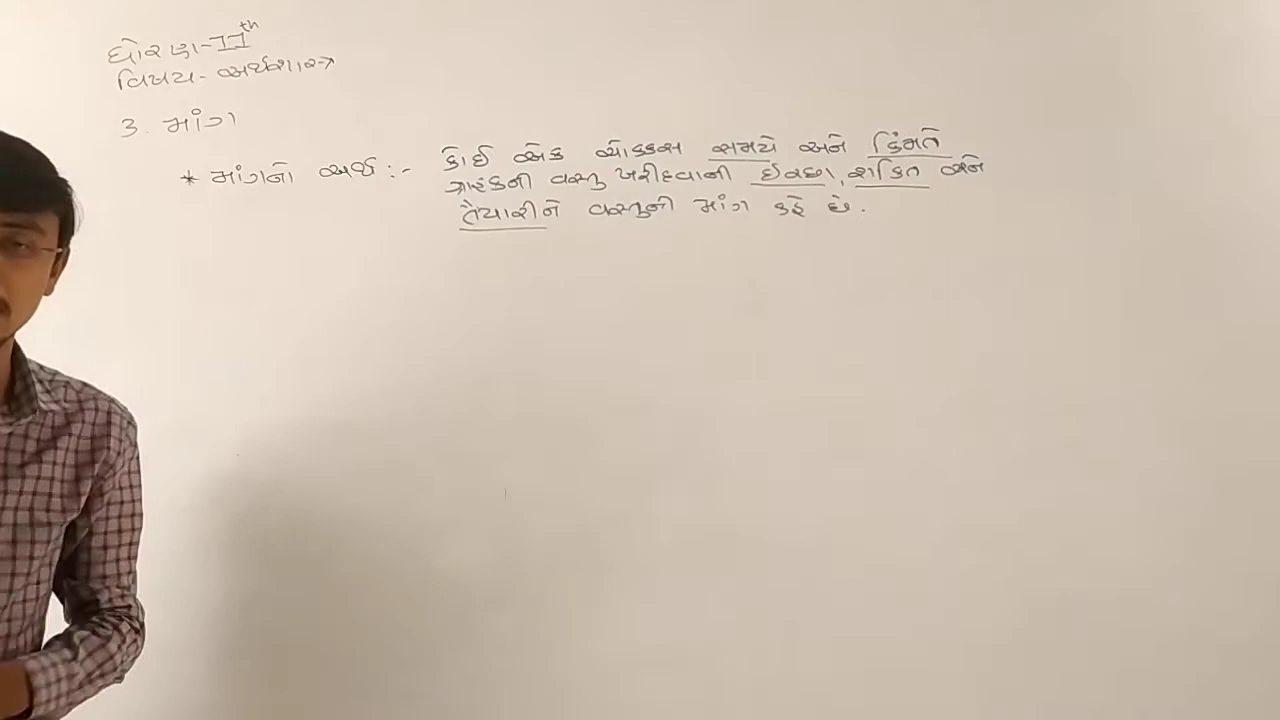 ધોરણ-11th
વિષય- અર્થશાસ્ત્ર
3. માંગ
* માંગનો અર્થ :- કોઈ એક ચોક્કસ સમયે અને કિંમતે
ગ્રાહકની વસ્તુ ખરીદવાની ઈચ્છા, શક્તિ અને
તૈયારીને વસ્તુની માંગ કહે છે.